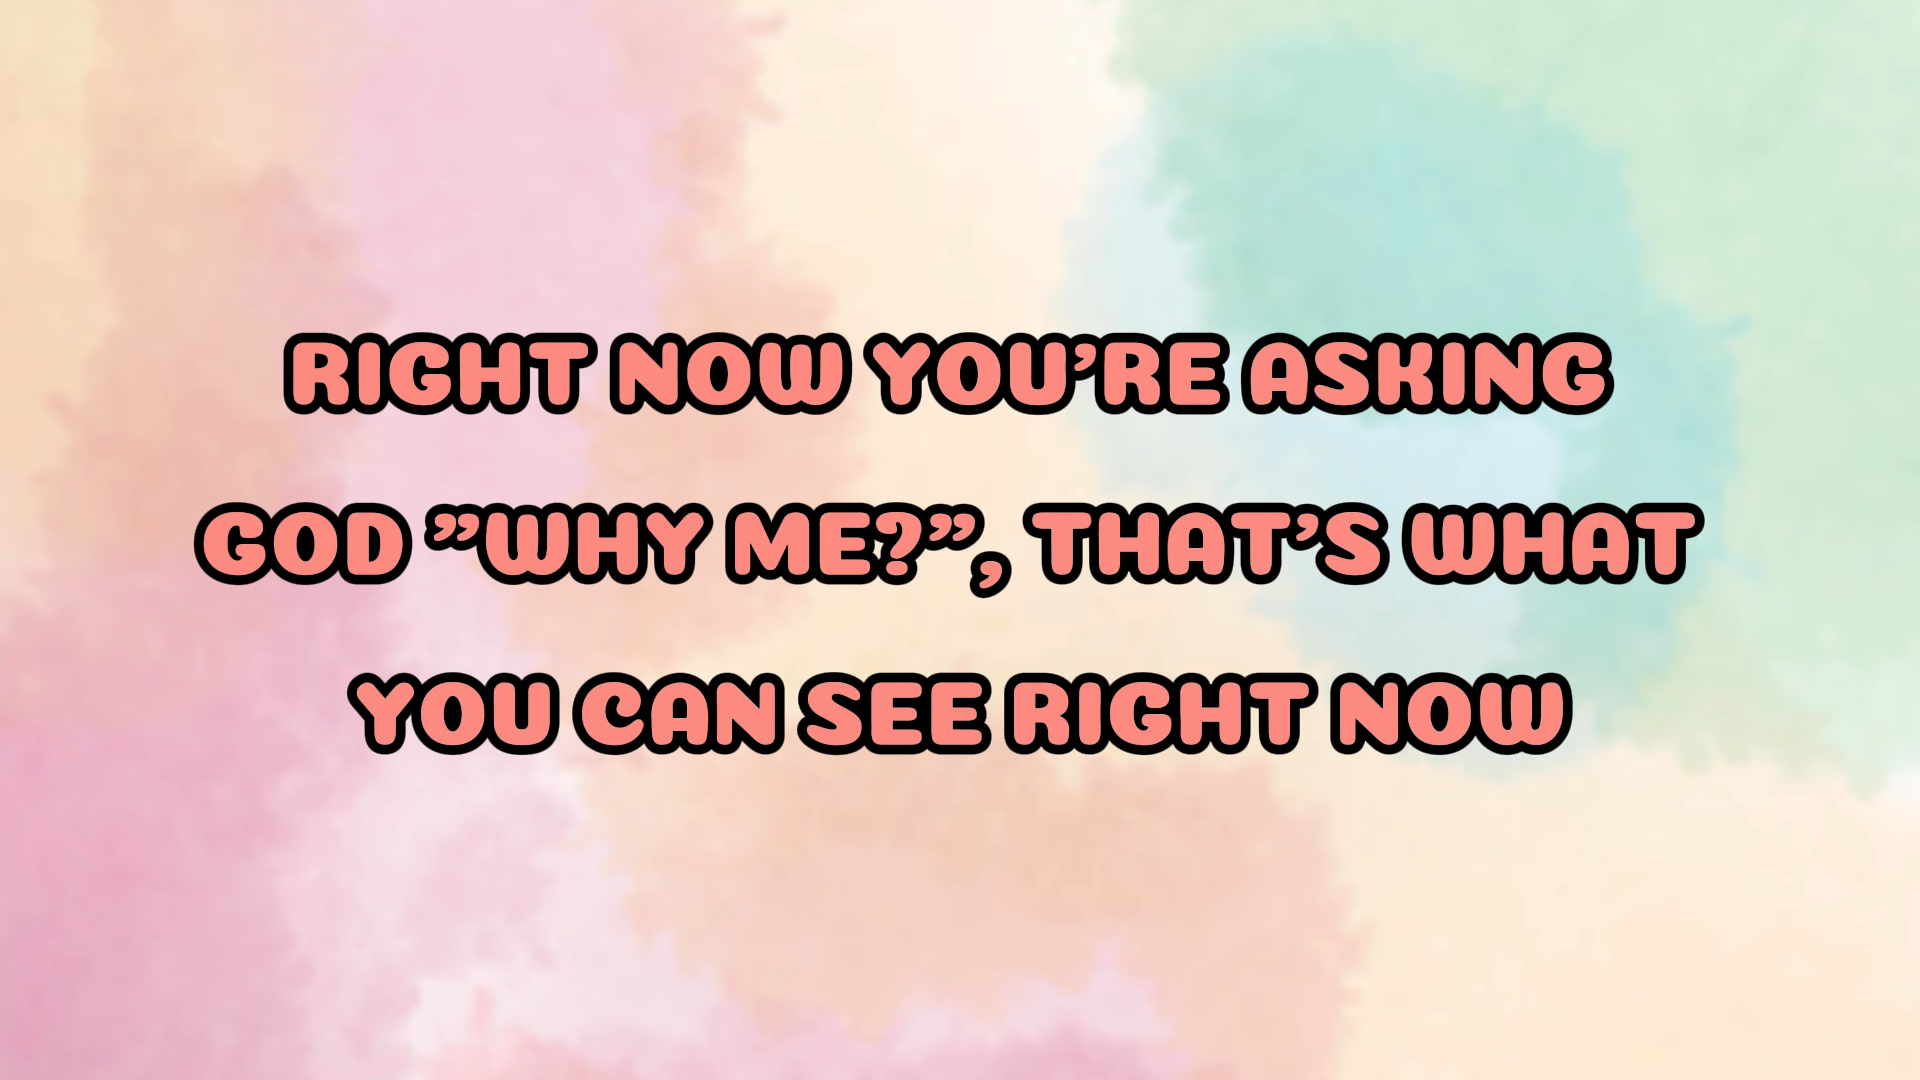 RIGHT NOW YOU’RE ASKING
GOD ”WHY ME?”, THAT’S WHAT
YOU CAN SEE RIGHT NOW